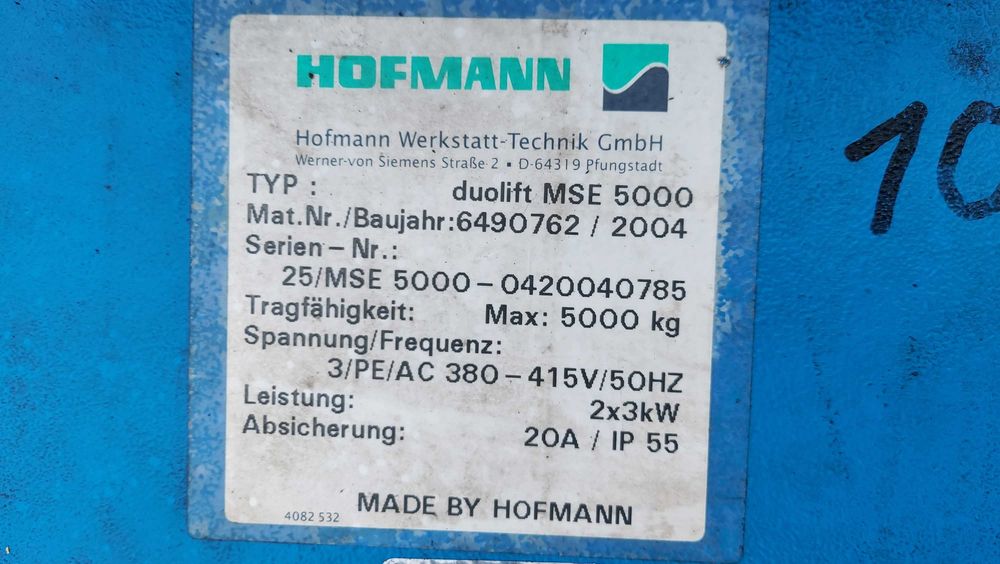 HOFMANN
Hofmann Werkstatt-Technik GmbH
Werner-von Siemens Straße 2 ▪ D-64319 Pfungstadt
TYP : duolift MSE 5000
Mat.Nr./Baujahr:6490762 / 2004
Serien – Nr.:
25/MSE 5000 – 0420040785
Tragfähigkeit: Max: 5000 kg
Spannung/Frequenz:
3/PE/AC 380 – 415V/50HZ
Leistung: 2x3kW
Absicherung: 20A / IP 55
4082 532 MADE BY HOFMANN
10